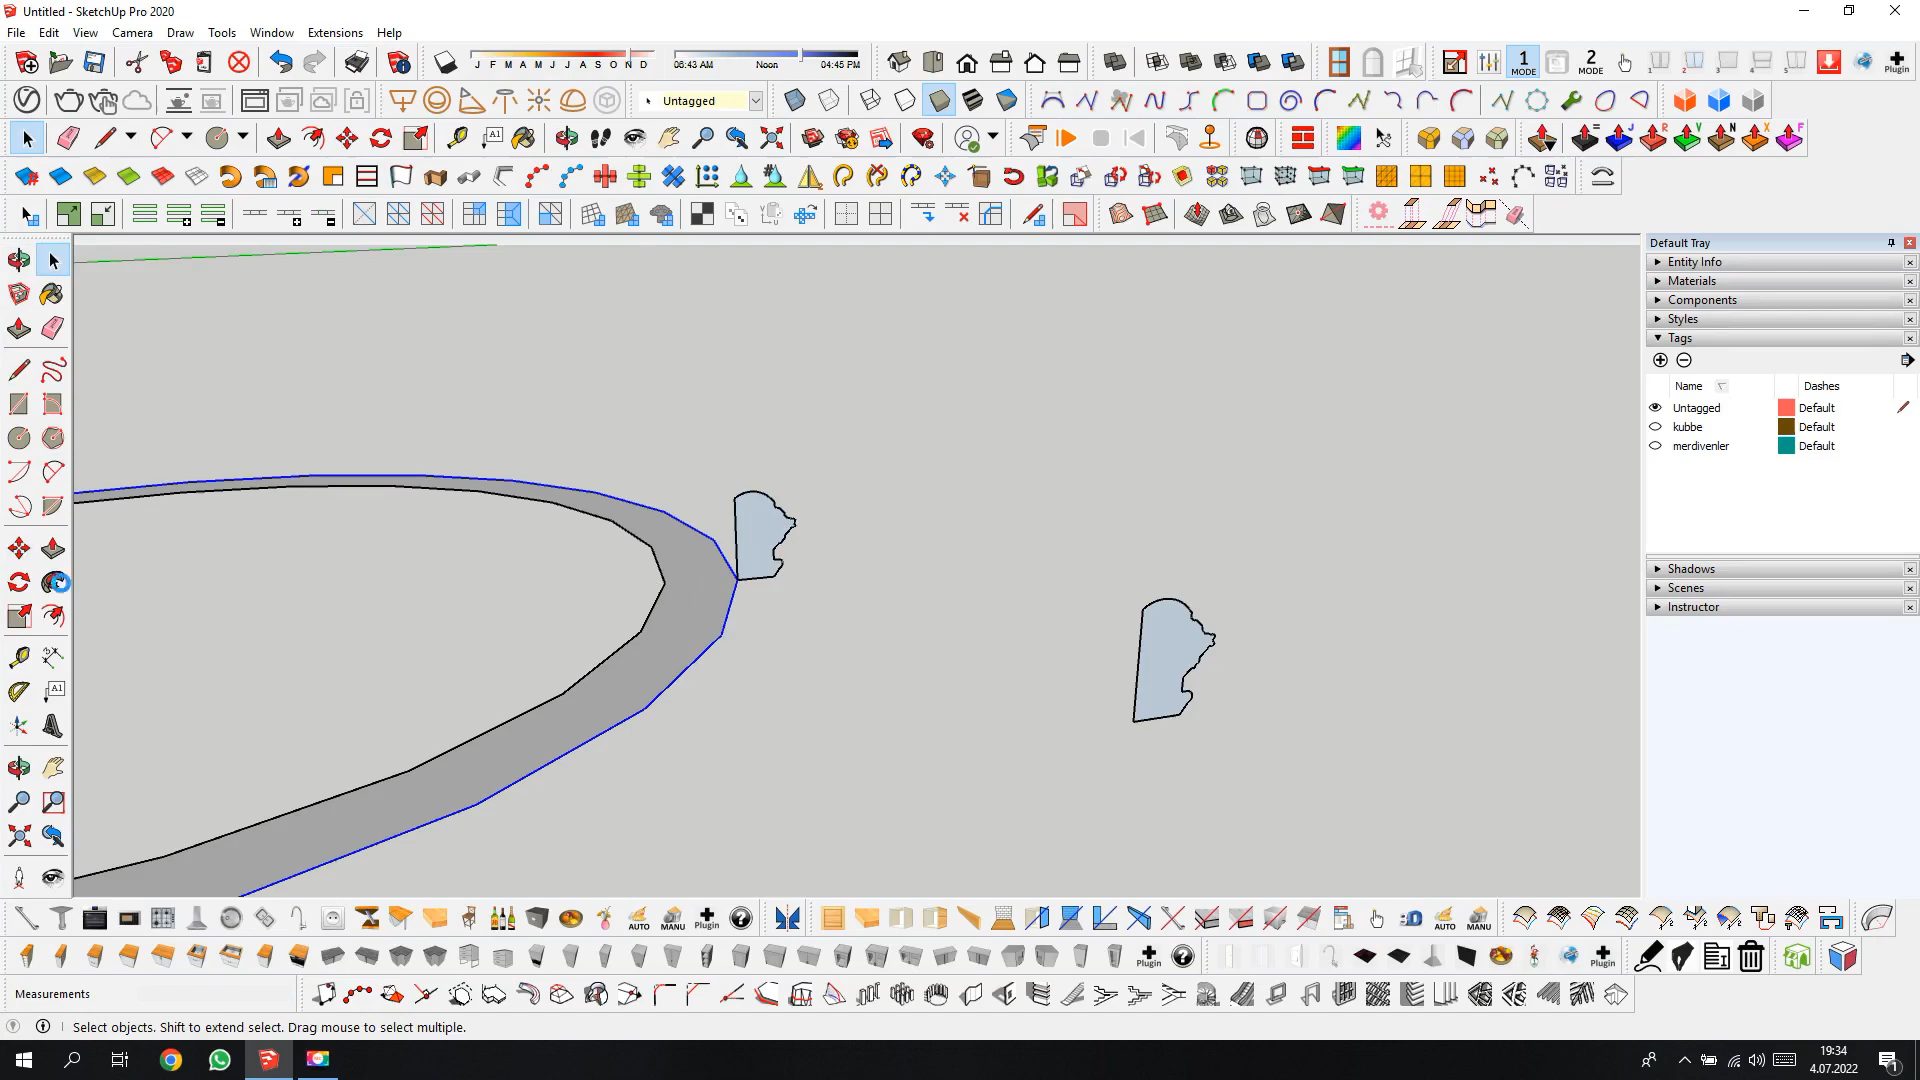 Untitled - SketchUp Pro 2020
File Edit View Camera Draw Tools Window Extensions Help
J F M A M J J A S O N D
06:43 AM Noon 04:45 PM
1 MODE
2 MODE
Plugin
Untagged
Default Tray
Entity Info
Materials
Components
Styles
Tags
Name Dashes
Untagged Default
kubbe Default
merdivenler Default
Shadows
Scenes
Instructor
AUTO MANU Plugin AUTO MANU
Plugin Plugin
Measurements
Select objects. Shift to extend select. Drag mouse to select multiple.
19:34
4.07.2022
1